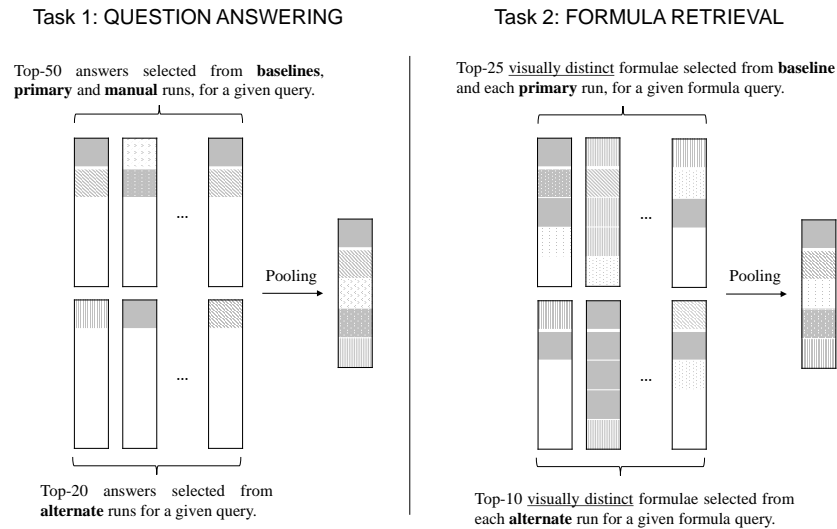 Task 1: QUESTION ANSWERING
Top-50 answers selected from baselines,
primary and manual runs, for a given query.
...
Pooling
...
Top-20 answers selected from
alternate runs for a given query.
Task 2: FORMULA RETRIEVAL
Top-25 visually distinct formulae selected from baseline
and each primary run, for a given formula query.
...
Pooling
...
Top-10 visually distinct formulae selected from
each alternate run for a given formula query.